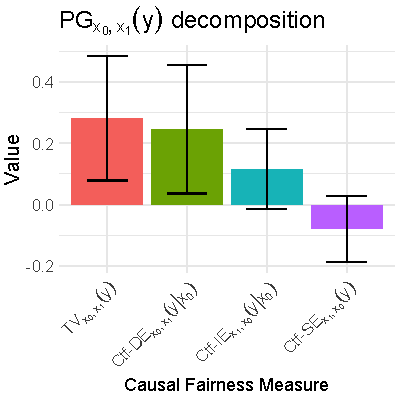 PGₓ₀, ₓ₁(y) decomposition
Value
0.4
0.2
0.0
-0.2
TVₓ₀, ₓ₁(y)
Ctf-DEₓ₀, ₓ₁(y|x₀)
Ctf-IEₓ₁, ₓ₀(y|x₀)
Ctf-SEₓ₁, ₓ₀(y)
Causal Fairness Measure